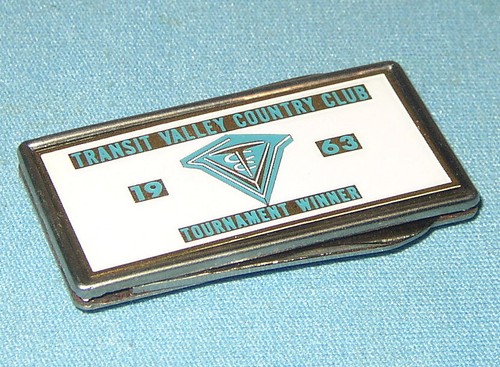 TRANSIT VALLEY COUNTRY CLUB
19 63
TOURNAMENT WINNER